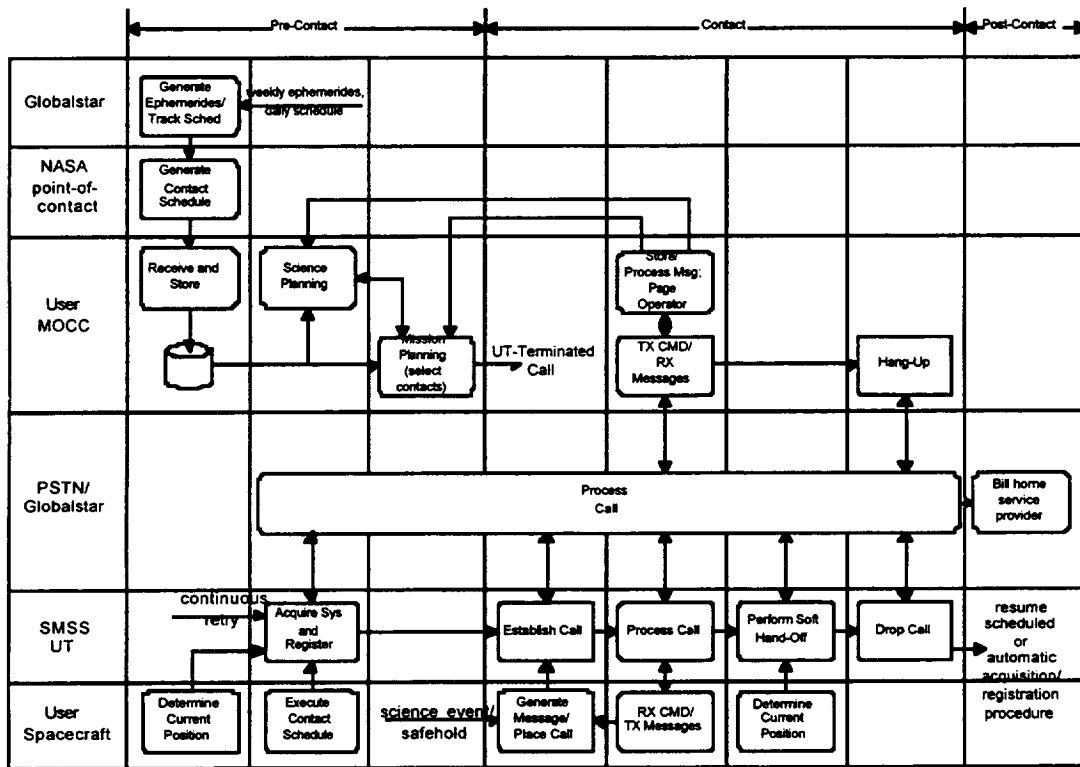 Pre-Contact
Contact
Post-Contact
Globalstar
Generate
Ephemerides/
Track Sched
weekly ephemerides,
daily schedule
NASA
point-of-
contact
Generate
Contact
Schedule
User
MOCC
Receive and
Store
Science
Planning
Mission
Planning
(select
contacts)
UT-Terminated
Call
Store/
Process Msg;
Page
Operator
TX CMD/
RX
Messages
Hang-Up
PSTN/
Globalstar
Process
Call
Bill home
service
provider
SMSS
UT
continuous
retry
Acquire Sys
and
Register
Establish Call
Process Call
Perform Soft
Hand-Off
Drop Call
resume
scheduled
or
automatic
acquisition/
registration
procedure
User
Spacecraft
Determine
Current
Position
Execute
Contact
Schedule
science event/
safehold
Generate
Message/
Place Call
RX CMD/
TX Messages
Determine
Current
Position